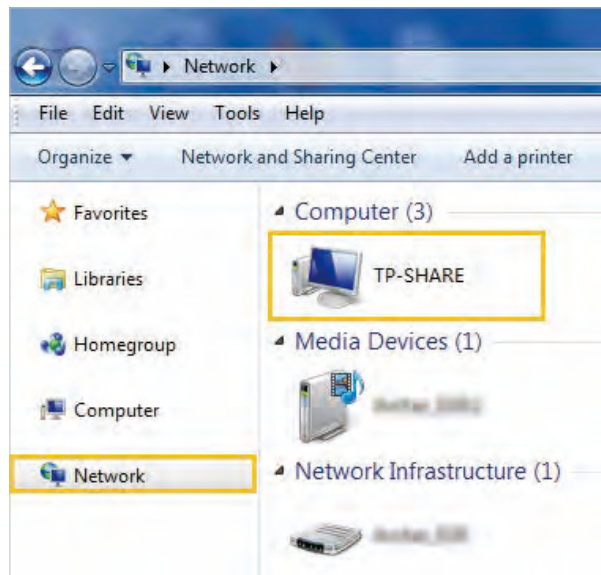 Network
File Edit View Tools Help
Organize Network and Sharing Center Add a printer
Favorites
Libraries
Homegroup
Computer
Network
Computer (3)
TP-SHARE
Media Devices (1)
Network Infrastructure (1)